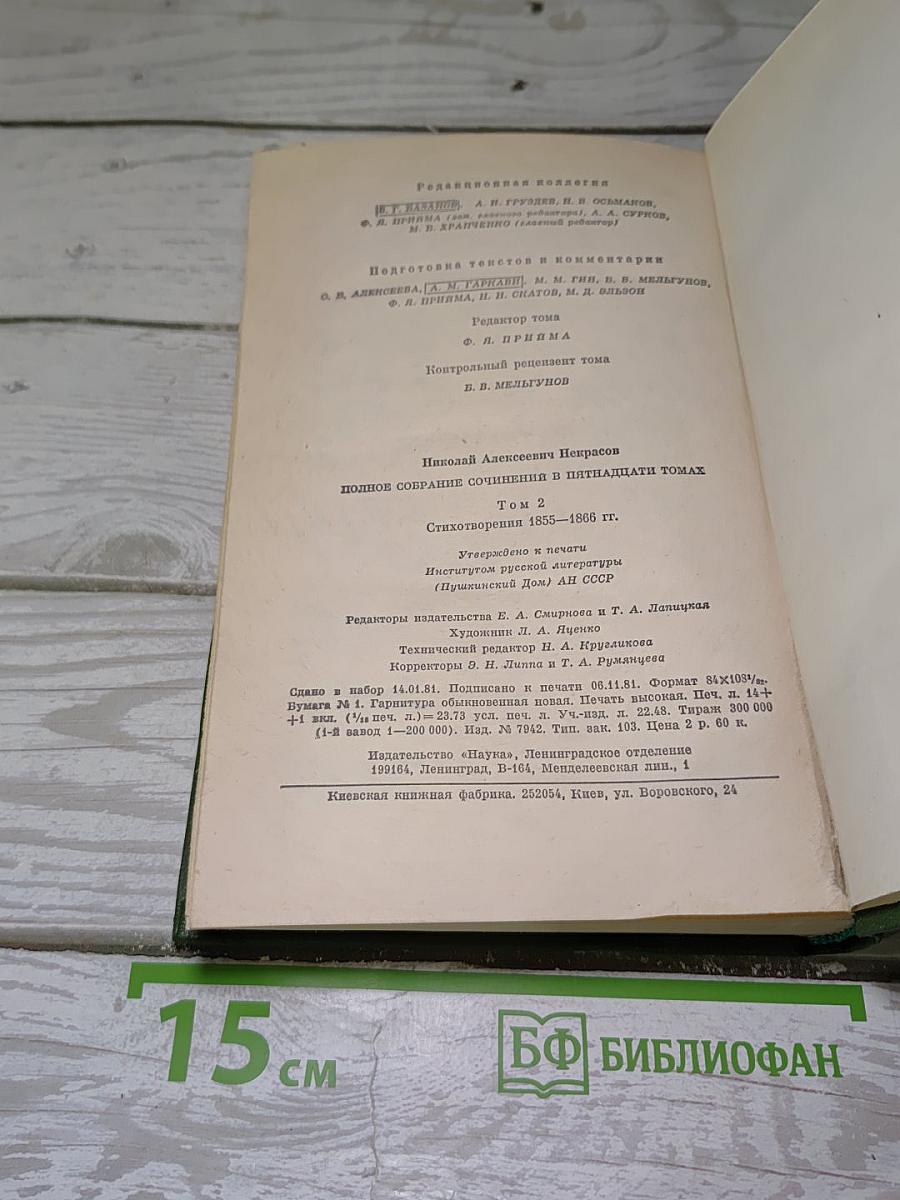 Редакционная коллегия
В. Г. БАЗАНОВ, А. И. ГРУЗДЕВ, Н. В. ОСЬМАКОВ,
Ф. Я. ПРИЙМА (зам. главного редактора), А. А. СУРКОВ,
М. Б. ХРАПЧЕНКО (главный редактор)
Подготовка текстов и комментарии
О. Б. АЛЕКСЕЕВА, А. М. ГАРКАВИ, М. М. ГИН, Б. В. МЕЛЬГУНОВ,
Ф. Я. ПРИЙМА, Н. Н. СКАТОВ, М. Д. ЭЛЬЗОН
Редактор тома
Ф. Я. ПРИЙМА
Контрольный рецензент тома
Б. В. МЕЛЬГУНОВ
Николай Алексеевич Некрасов
ПОЛНОЕ СОБРАНИЕ СОЧИНЕНИЙ В ПЯТНАДЦАТИ ТОМАХ
Том 2
Стихотворения 1855—1866 гг.
Утверждено к печати
Институтом русской литературы
(Пушкинский Дом) АН СССР
Редакторы издательства Е. А. Смирнова и Т. А. Лапицкая
Художник Л. А. Яценко
Технический редактор Н. А. Кругликова
Корректоры Э. Н. Липпа и Т. А. Румянцева
Сдано в набор 14.01.81. Подписано к печати 06.11.81. Формат 84×108¹/₃₂.
Бумага № 1. Гарнитура обыкновенная новая. Печать высокая. Печ. л. 14+
+1 вкл. (¹/₁₆ печ. л.)=23.73 усл. печ. л. Уч.-изд. л. 22.48. Тираж 300 000
(1-й завод 1—200 000). Изд. № 7942. Тип. зак. 103. Цена 2 р. 60 к.
Издательство «Наука», Ленинградское отделение
199164, Ленинград, В-164, Менделеевская лин., 1
Киевская книжная фабрика. 252054, Киев, ул. Воровского, 24
15 см
БФ БИБЛИОФАН